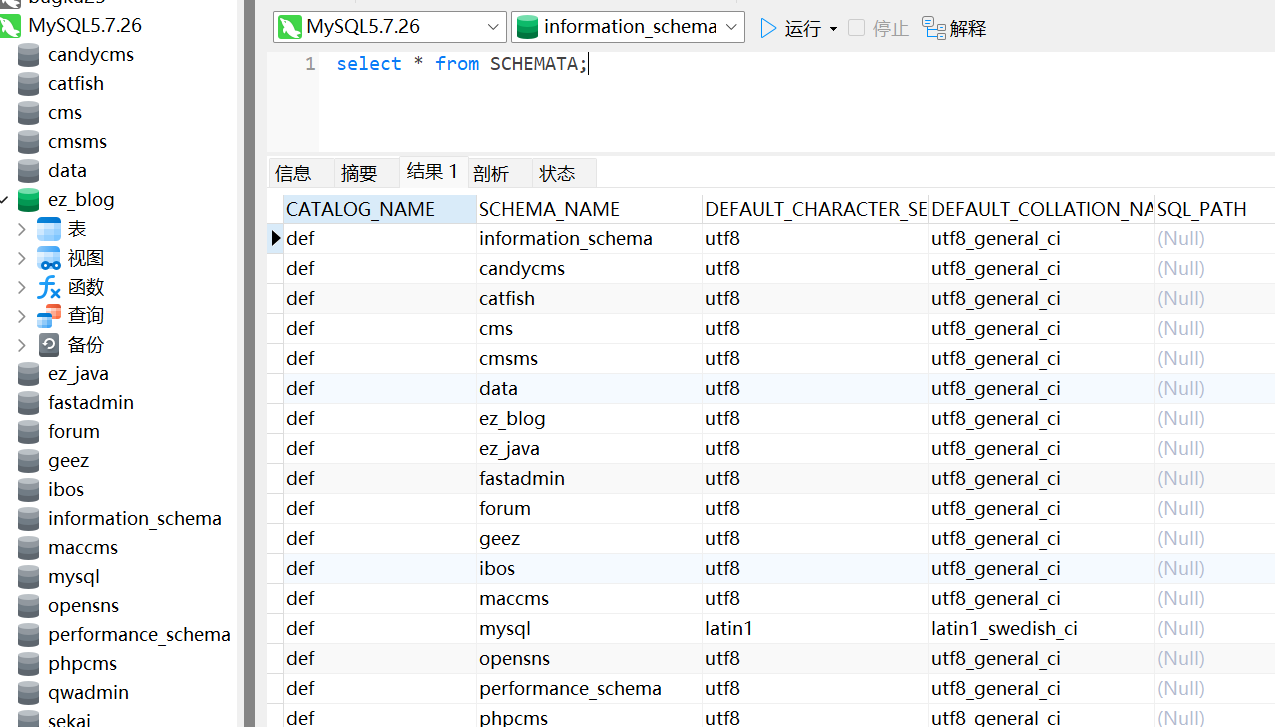 MySQL5.7.26
candycms
catfish
cms
cmsms
data
ez_blog
表
视图
函数
查询
备份
ez_java
fastadmin
forum
geez
ibos
information_schema
maccms
mysql
opensns
performance_schema
phpcms
qwadmin
sekai
MySQL5.7.26 information_schema 运行 停止 解释
1 select * from SCHEMATA;
信息 摘要 结果 1 剖析 状态
CATALOG_NAME SCHEMA_NAME DEFAULT_CHARACTER_SE DEFAULT_COLLATION_NA SQL_PATH
def information_schema utf8 utf8_general_ci (Null)
def candycms utf8 utf8_general_ci (Null)
def catfish utf8 utf8_general_ci (Null)
def cms utf8 utf8_general_ci (Null)
def cmsms utf8 utf8_general_ci (Null)
def data utf8 utf8_general_ci (Null)
def ez_blog utf8 utf8_general_ci (Null)
def ez_java utf8 utf8_general_ci (Null)
def fastadmin utf8 utf8_general_ci (Null)
def forum utf8 utf8_general_ci (Null)
def geez utf8 utf8_general_ci (Null)
def ibos utf8 utf8_general_ci (Null)
def maccms utf8 utf8_general_ci (Null)
def mysql latin1 latin1_swedish_ci (Null)
def opensns utf8 utf8_general_ci (Null)
def performance_schema utf8 utf8_general_ci (Null)
def phpcms utf8 utf8_general_ci (Null)